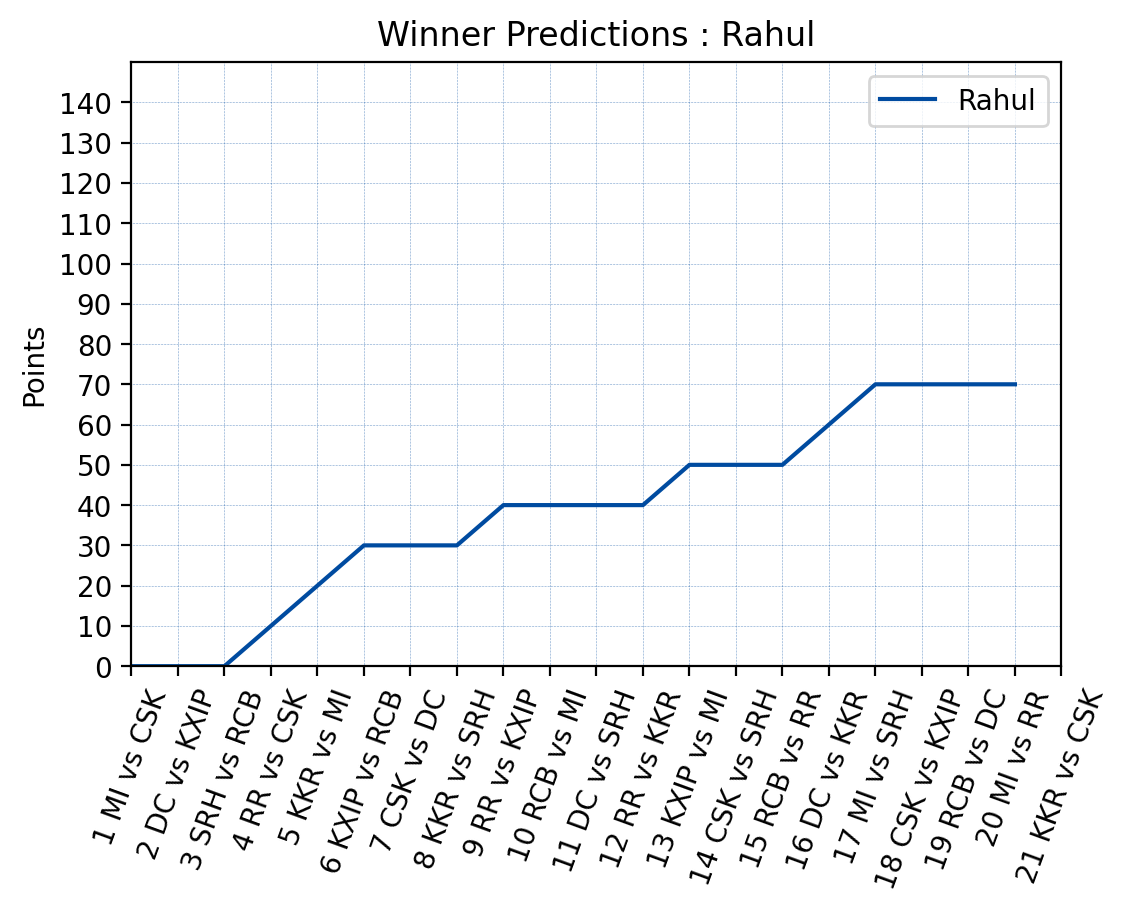 Winner Predictions : Rahul
Rahul
Points
140
130
120
110
100
90
80
70
60
50
40
30
20
10
0
1 MI vs CSK
2 DC vs KXIP
3 SRH vs RCB
4 RR vs CSK
5 KKR vs MI
6 KXIP vs RCB
7 CSK vs DC
8 KKR vs SRH
9 RR vs KXIP
10 RCB vs MI
11 DC vs SRH
12 RR vs KKR
13 KXIP vs MI
14 CSK vs SRH
15 RCB vs RR
16 DC vs KKR
17 MI vs SRH
18 CSK vs KXIP
19 RCB vs DC
20 MI vs RR
21 KKR vs CSK